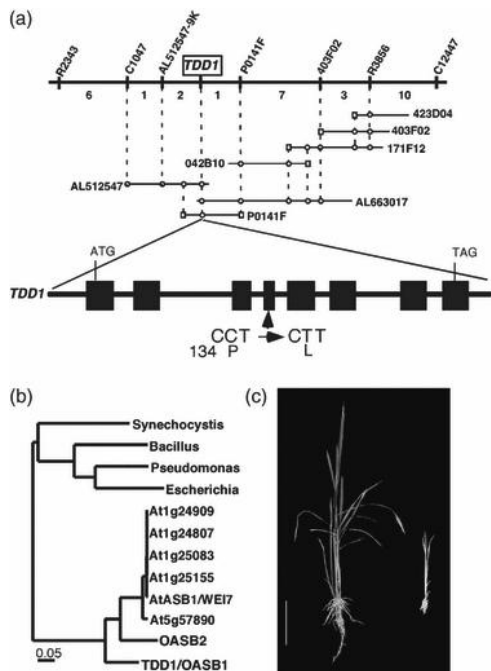 (a)
R2343 C1047 AL512547-9K TDD1 P0141F 403F02 R3856 C12447
6 1 2 1 7 3 10
423D04
403F02
171F12
042B10
AL512547
AL663017
P0141F
ATG TAG
TDD1
CCT CTT
134 P L
(b) (c)
Synechocystis
Bacillus
Pseudomonas
Escherichia
At1g24909
At1g24807
At1g25083
At1g25155
AtASB1/WEI7
At5g57890
OASB2
0.05
TDD1/OASB1